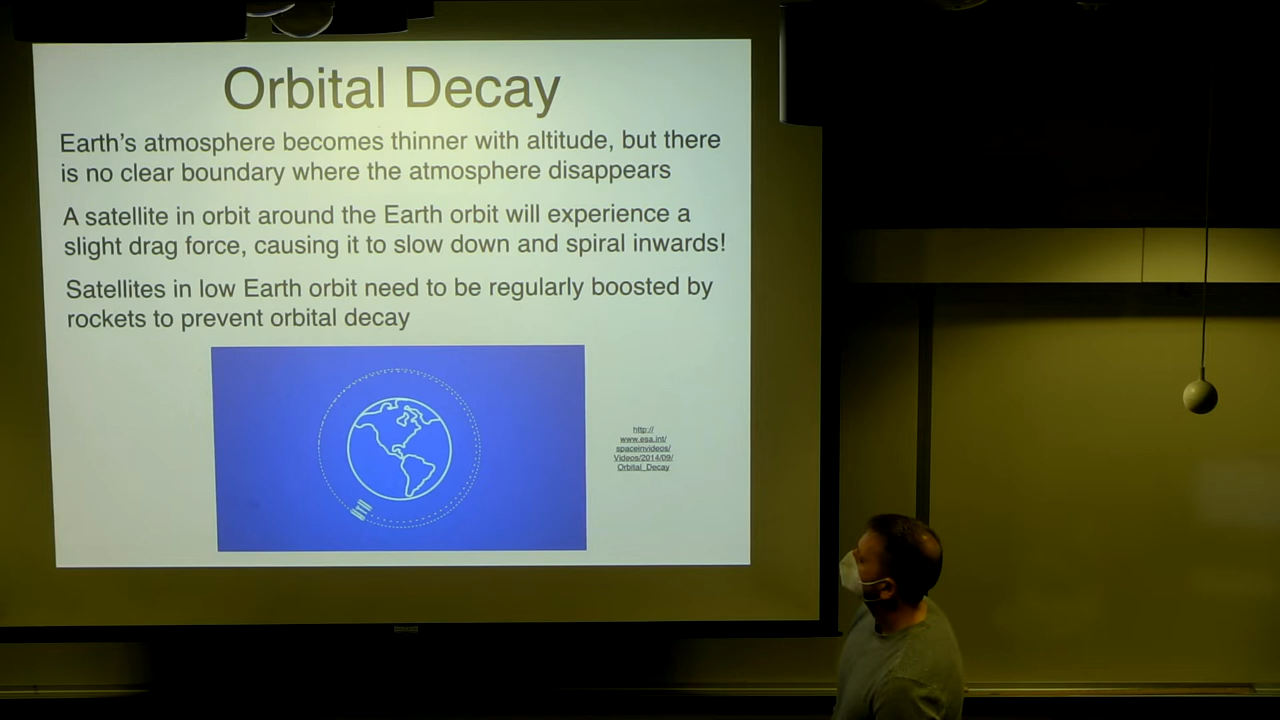 Orbital Decay
Earth's atmosphere becomes thinner with altitude, but there
is no clear boundary where the atmosphere disappears
A satellite in orbit around the Earth orbit will experience a
slight drag force, causing it to slow down and spiral inwards!
Satellites in low Earth orbit need to be regularly boosted by
rockets to prevent orbital decay
http://
www.esa.int/
spaceinvideos/
Videos/2014/09/
Orbital_Decay